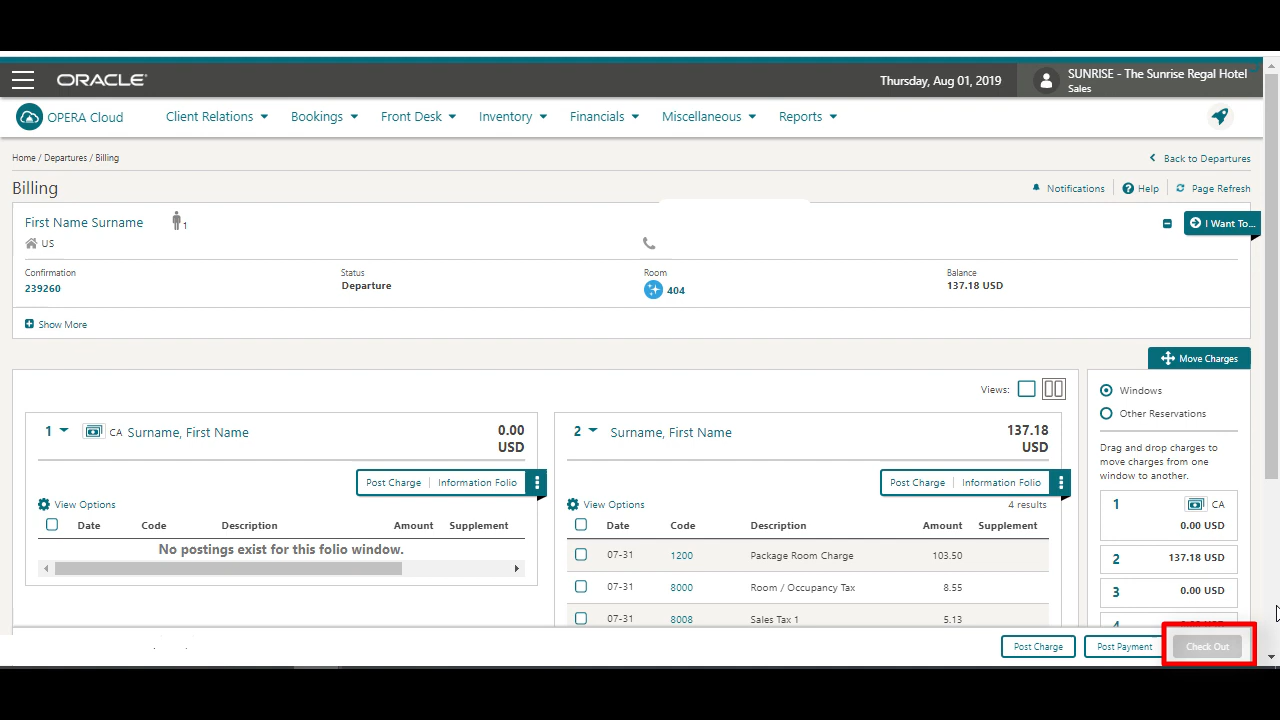 ORACLE
Thursday, Aug 01, 2019
SUNRISE - The Sunrise Regal Hotel
Sales
OPERA Cloud
Client Relations
Bookings
Front Desk
Inventory
Financials
Miscellaneous
Reports
Home / Departures / Billing
Back to Departures
Billing
Notifications
Help
Page Refresh
First Name Surname
1
I Want To...
US
Confirmation
Status
Room
Balance
239260
Departure
404
137.18 USD
Show More
Move Charges
Views:
1
CA Surname, First Name
0.00
USD
Post Charge
Information Folio
View Options
Date Code Description Amount Supplement
No postings exist for this folio window.
2
Surname, First Name
137.18
USD
Post Charge
Information Folio
View Options
4 results
Date Code Description Amount Supplement
07-31 1200 Package Room Charge 103.50
07-31 8000 Room / Occupancy Tax 8.55
07-31 8008 Sales Tax 1 5.13
Windows
Other Reservations
Drag and drop charges to
move charges from one
window to another.
1 CA
0.00 USD
2 137.18 USD
3 0.00 USD
4
Post Charge
Post Payment
Check Out